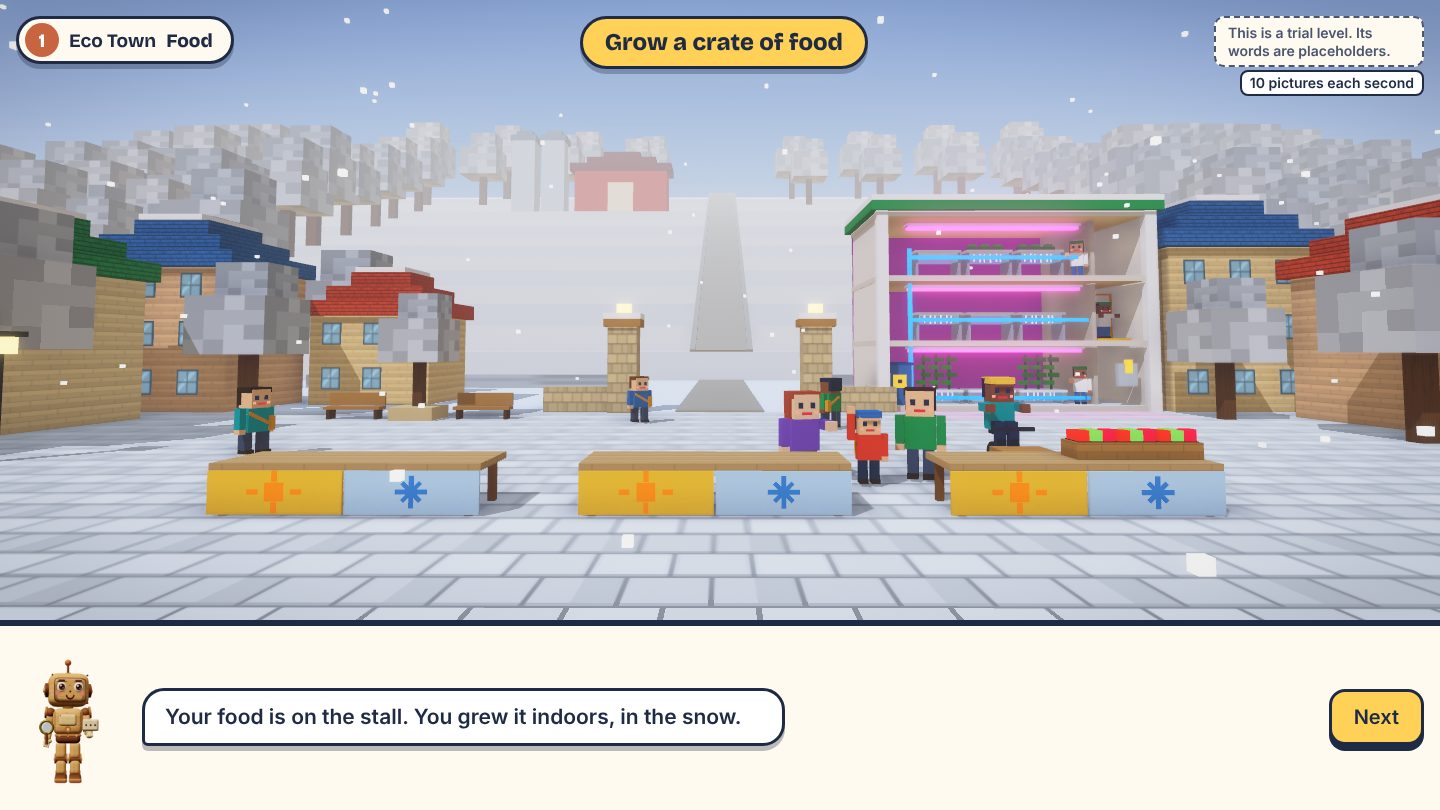 1 Eco Town Food
Grow a crate of food
This is a trial level. Its
words are placeholders.
10 pictures each second
Your food is on the stall. You grew it indoors, in the snow.
Next